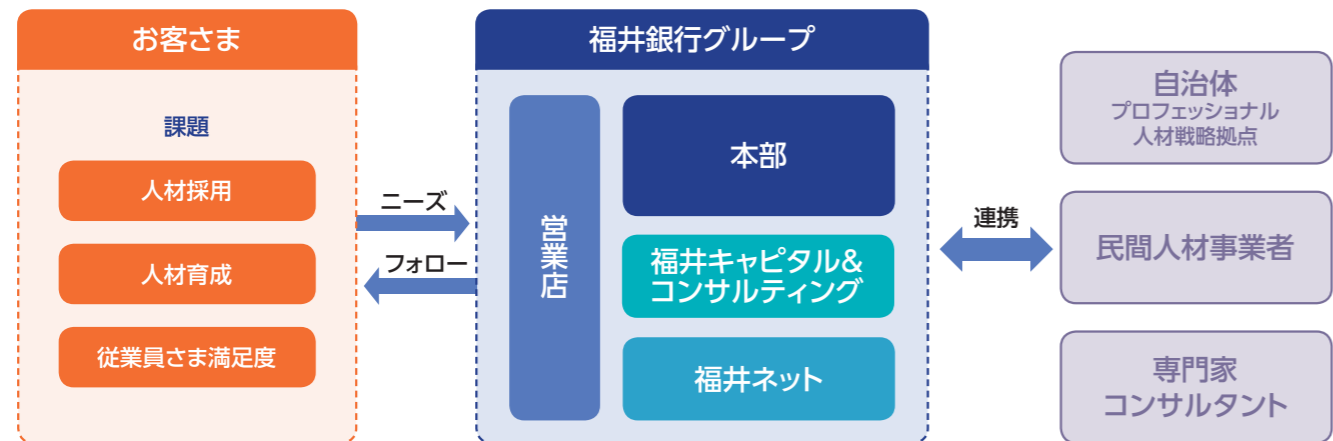 お客さま
課題
人材採用
人材育成
従業員さま満足度
ニーズ
フォロー
福井銀行グループ
営業店
本部
福井キャピタル&
コンサルティング
福井ネット
連携
自治体
プロフェッショナル
人材戦略拠点
民間人材事業者
専門家
コンサルタント